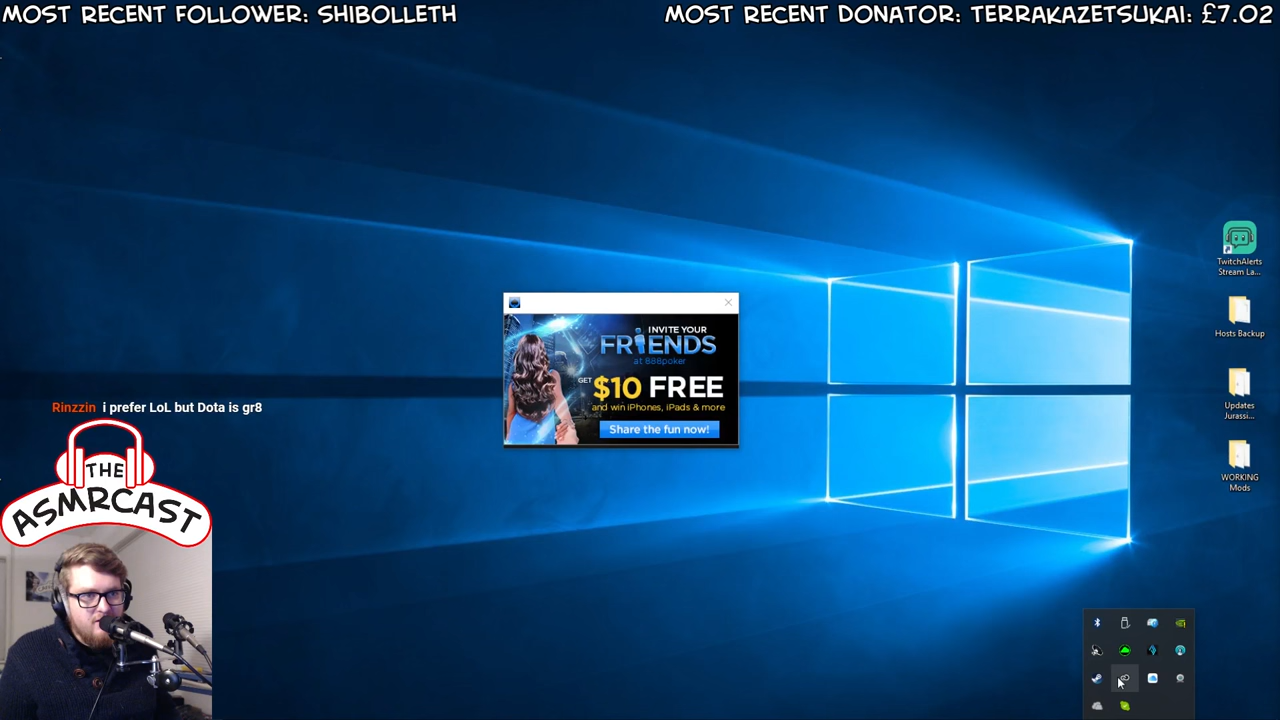 MOST RECENT FOLLOWER: SHIBOLLETH
MOST RECENT DONATOR: TERRAKAZETSUKAI: £7.02
TwitchAlerts
Stream La...
Hosts Backup
INVITE YOUR
FRIENDS
at 888poker
GET $10 FREE
and win iPhones, iPads & more
Share the fun now!
Updates
Jurassi...
Rinzzin i prefer LoL but Dota is gr8
WORKING
Mods
THE
ASMRCAST